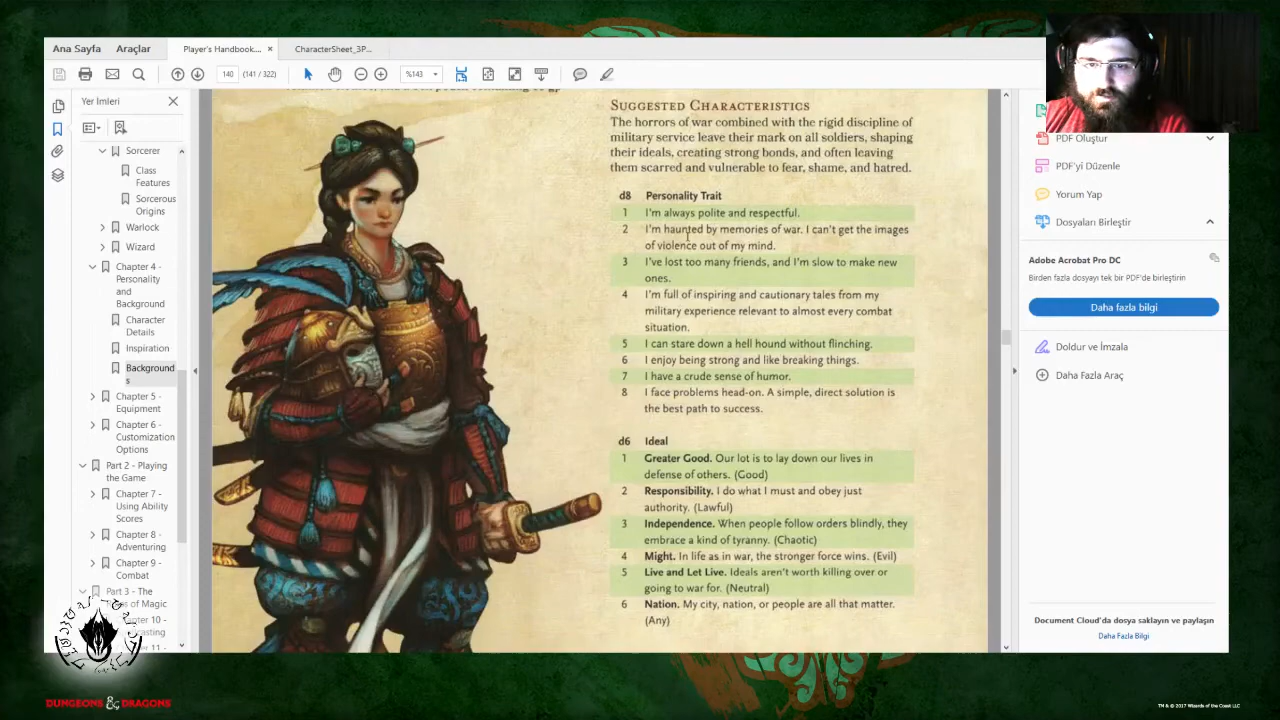 Ana Sayfa
Araçlar
Player's Handbook....
CharacterSheet_3P...
140
(141 / 322)
%143
Yer İmleri
Sorcerer
Class
Features
Sorcerous
Origins
Warlock
Wizard
Chapter 4 -
Personality
and
Background
Character
Details
Inspiration
Background
s
Chapter 5 -
Equipment
Chapter 6 -
Customization
Options
Part 2 - Playing
the Game
Chapter 7 -
Using Ability
Scores
Chapter 8 -
Adventuring
Chapter 9 -
Combat
Part 3 - The
of Magic
SUGGESTED CHARACTERISTICS
The horrors of war combined with the rigid discipline of
military service leave their mark on all soldiers, shaping
their ideals, creating strong bonds, and often leaving
them scarred and vulnerable to fear, shame, and hatred.
d8 Personality Trait
1 I'm always polite and respectful.
2 I'm haunted by memories of war. I can't get the images
of violence out of my mind.
3 I've lost too many friends, and I'm slow to make new
ones.
4 I'm full of inspiring and cautionary tales from my
military experience relevant to almost every combat
situation.
5 I can stare down a hell hound without flinching.
6 I enjoy being strong and like breaking things.
7 I have a crude sense of humor.
8 I face problems head-on. A simple, direct solution is
the best path to success.
d6 Ideal
1 Greater Good. Our lot is to lay down our lives in
defense of others. (Good)
2 Responsibility. I do what I must and obey just
authority. (Lawful)
3 Independence. When people follow orders blindly, they
embrace a kind of tyranny. (Chaotic)
4 Might. In life as in war, the stronger force wins. (Evil)
5 Live and Let Live. Ideals aren't worth killing over or
going to war for. (Neutral)
6 Nation. My city, nation, or people are all that matter.
(Any)
PDF Oluştur
PDF'yi Düzenle
Yorum Yap
Dosyaları Birleştir
Adobe Acrobat Pro DC
Birden fazla dosyayı tek bir PDF'de birleştirin
Daha fazla bilgi
Doldur ve İmzala
Daha Fazla Araç
Document Cloud'da dosya saklayın ve paylaşın
Daha Fazla Bilgi
DUNGEONS & DRAGONS
TM & © 2017 Wizards of the Coast LLC